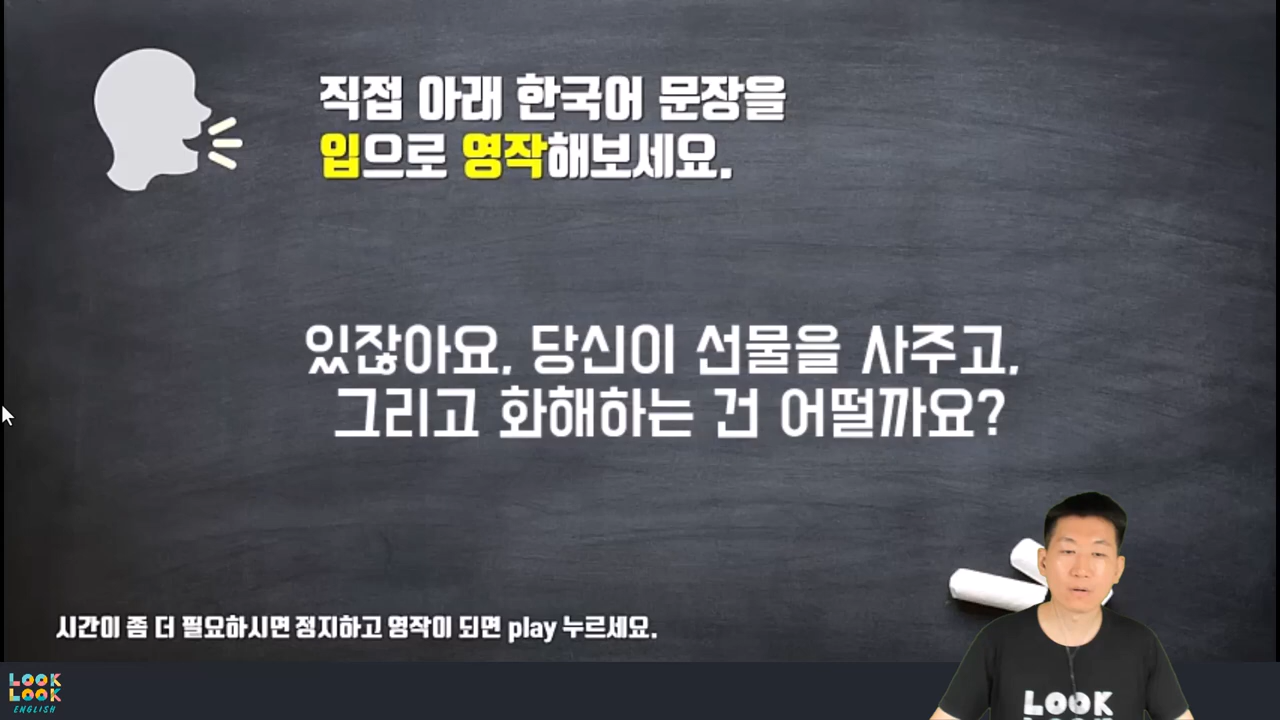 직접 아래 한국어 문장을
입으로 영작해보세요.
있잖아요, 당신이 선물을 사주고,
그리고 화해하는 건 어떨까요?
시간이 좀 더 필요하시면 정지하고 영작이 되면 play 누르세요.
LOOK
LOOK
ENGLISH
LOOK
LOOK